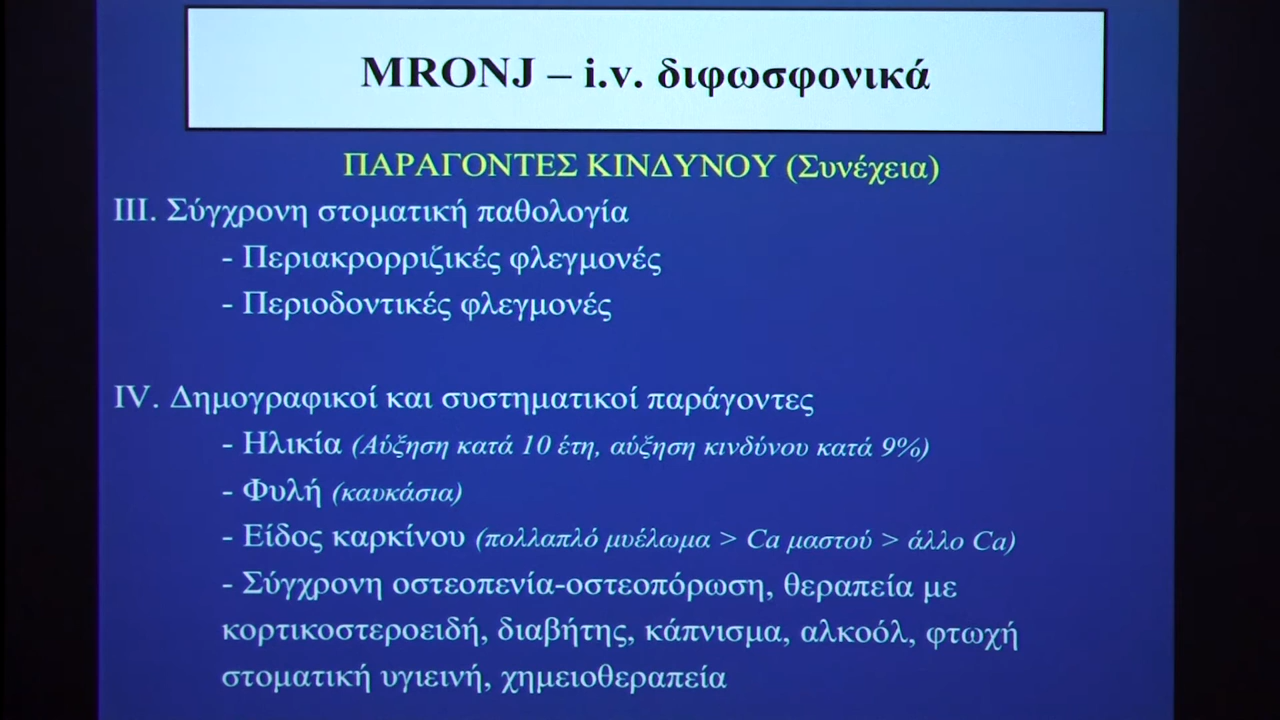 MRONJ – i.v. διφωσφονικά
ΠΑΡΑΓΟΝΤΕΣ ΚΙΝΔΥΝΟΥ (Συνέχεια)
III. Σύγχρονη στοματική παθολογία
- Περιακρορριζικές φλεγμονές
- Περιοδοντικές φλεγμονές
IV. Δημογραφικοί και συστηματικοί παράγοντες
- Ηλικία (Αύξηση κατά 10 έτη, αύξηση κινδύνου κατά 9%)
- Φυλή (καυκάσια)
- Είδος καρκίνου (πολλαπλό μυέλωμα > Ca μαστού > άλλο Ca)
- Σύγχρονη οστεοπενία-οστεοπόρωση, θεραπεία με
κορτικοστεροειδή, διαβήτης, κάπνισμα, αλκοόλ, φτωχή
στοματική υγιεινή, χημειοθεραπεία